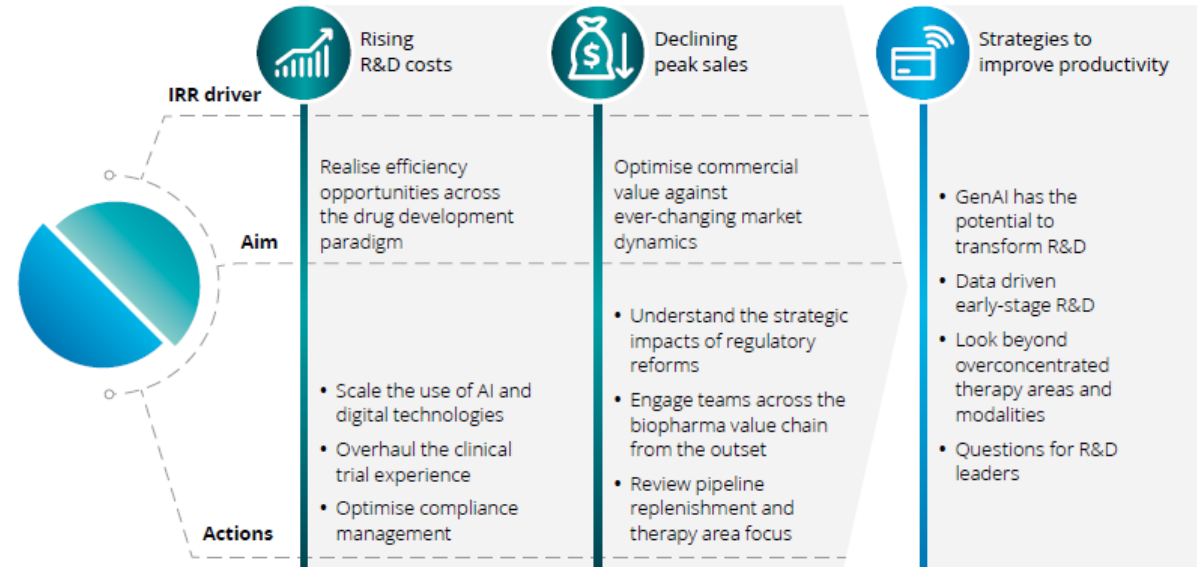 Rising
R&D costs
Declining
peak sales
Strategies to
improve productivity
IRR driver
Realise efficiency
opportunities across
the drug development
paradigm
Optimise commercial
value against
ever-changing market
dynamics
Aim
• Scale the use of AI and
digital technologies
• Overhaul the clinical
trial experience
• Optimise compliance
management
• Understand the strategic
impacts of regulatory
reforms
• Engage teams across the
biopharma value chain
from the outset
• Review pipeline
replenishment and
therapy area focus
Actions
• GenAI has the
potential to
transform R&D
• Data driven
early-stage R&D
• Look beyond
overconcentrated
therapy areas and
modalities
• Questions for R&D
leaders
$